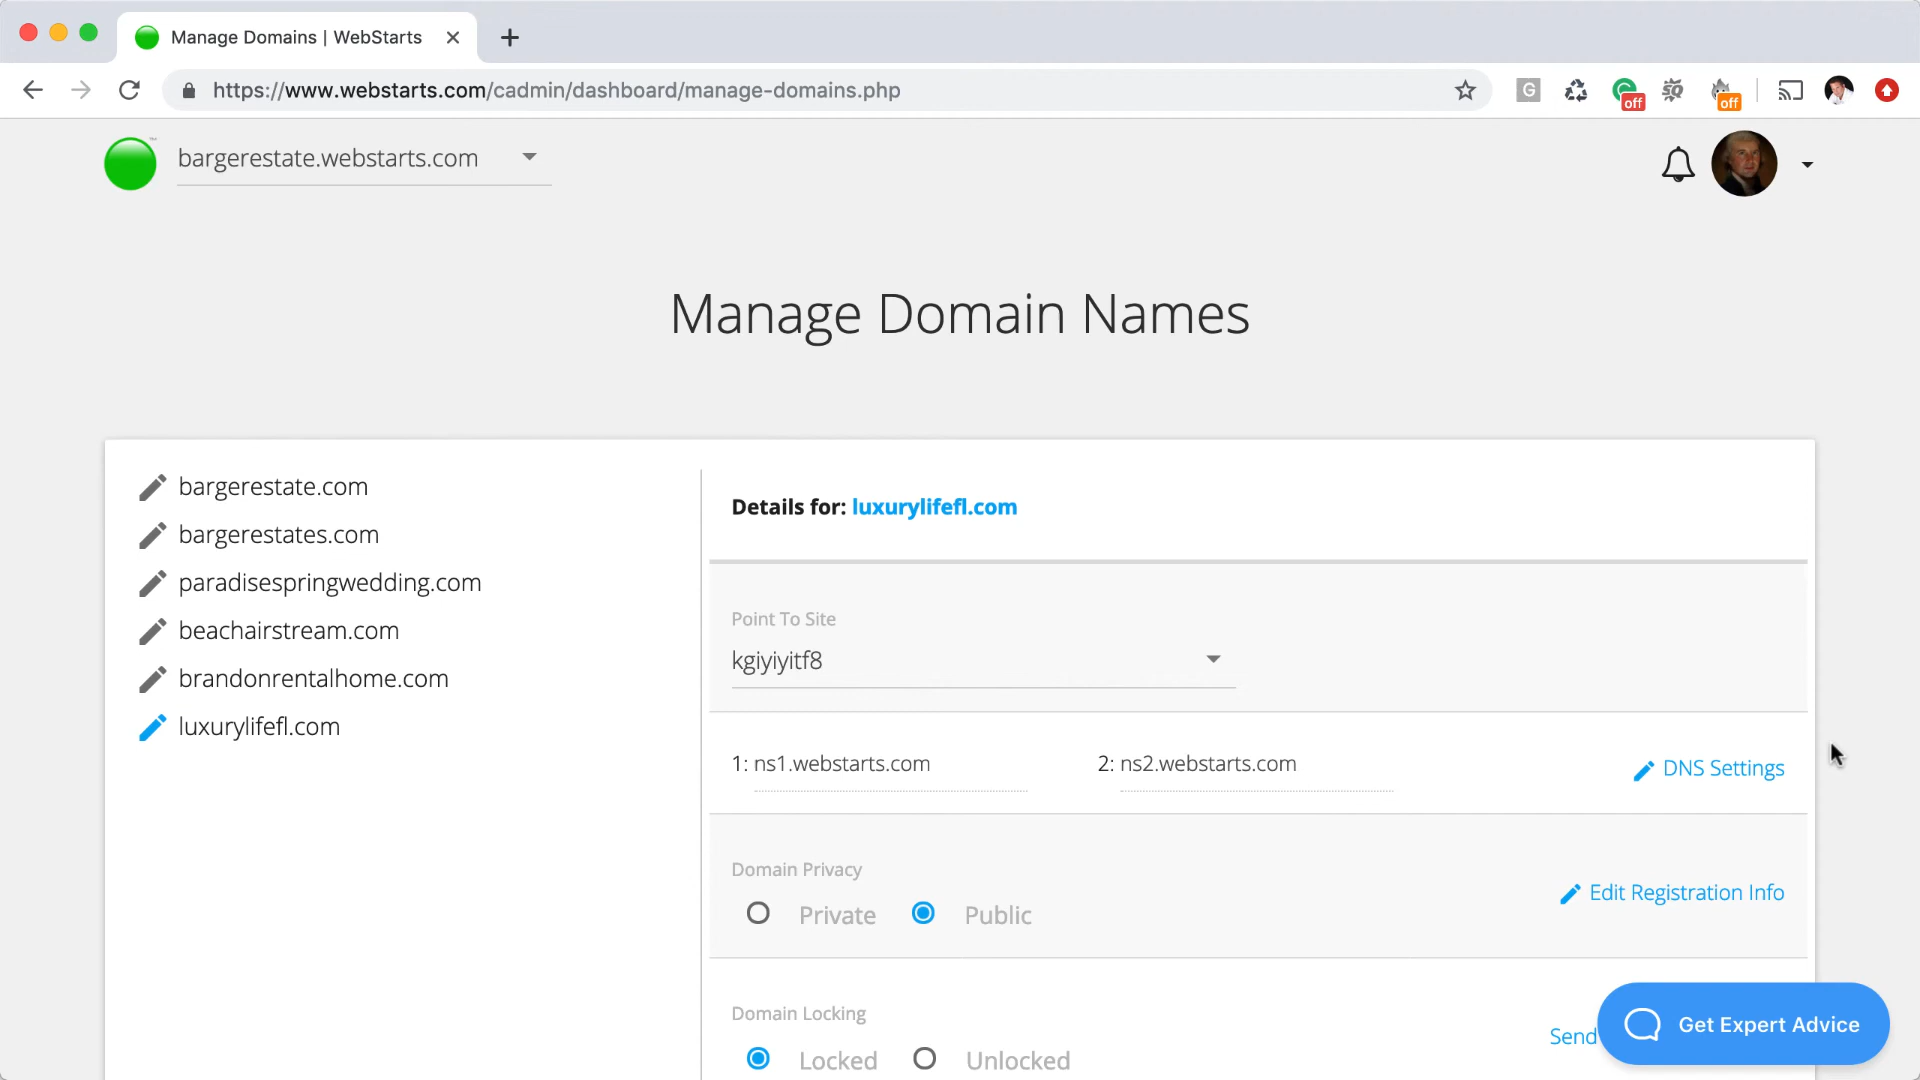 Manage Domains | WebStarts
https://www.webstarts.com/cadmin/dashboard/manage-domains.php
G
off
SQ
off
bargerestate.webstarts.com
Manage Domain Names
bargerestate.com
bargerestates.com
paradisespringwedding.com
beachairstream.com
brandonrentalhome.com
luxurylifefl.com
Details for: luxurylifefl.com
Point To Site
kgiyiyitf8
1: ns1.webstarts.com
2: ns2.webstarts.com
DNS Settings
Domain Privacy
Private
Public
Edit Registration Info
Domain Locking
Locked
Unlocked
Send
Get Expert Advice